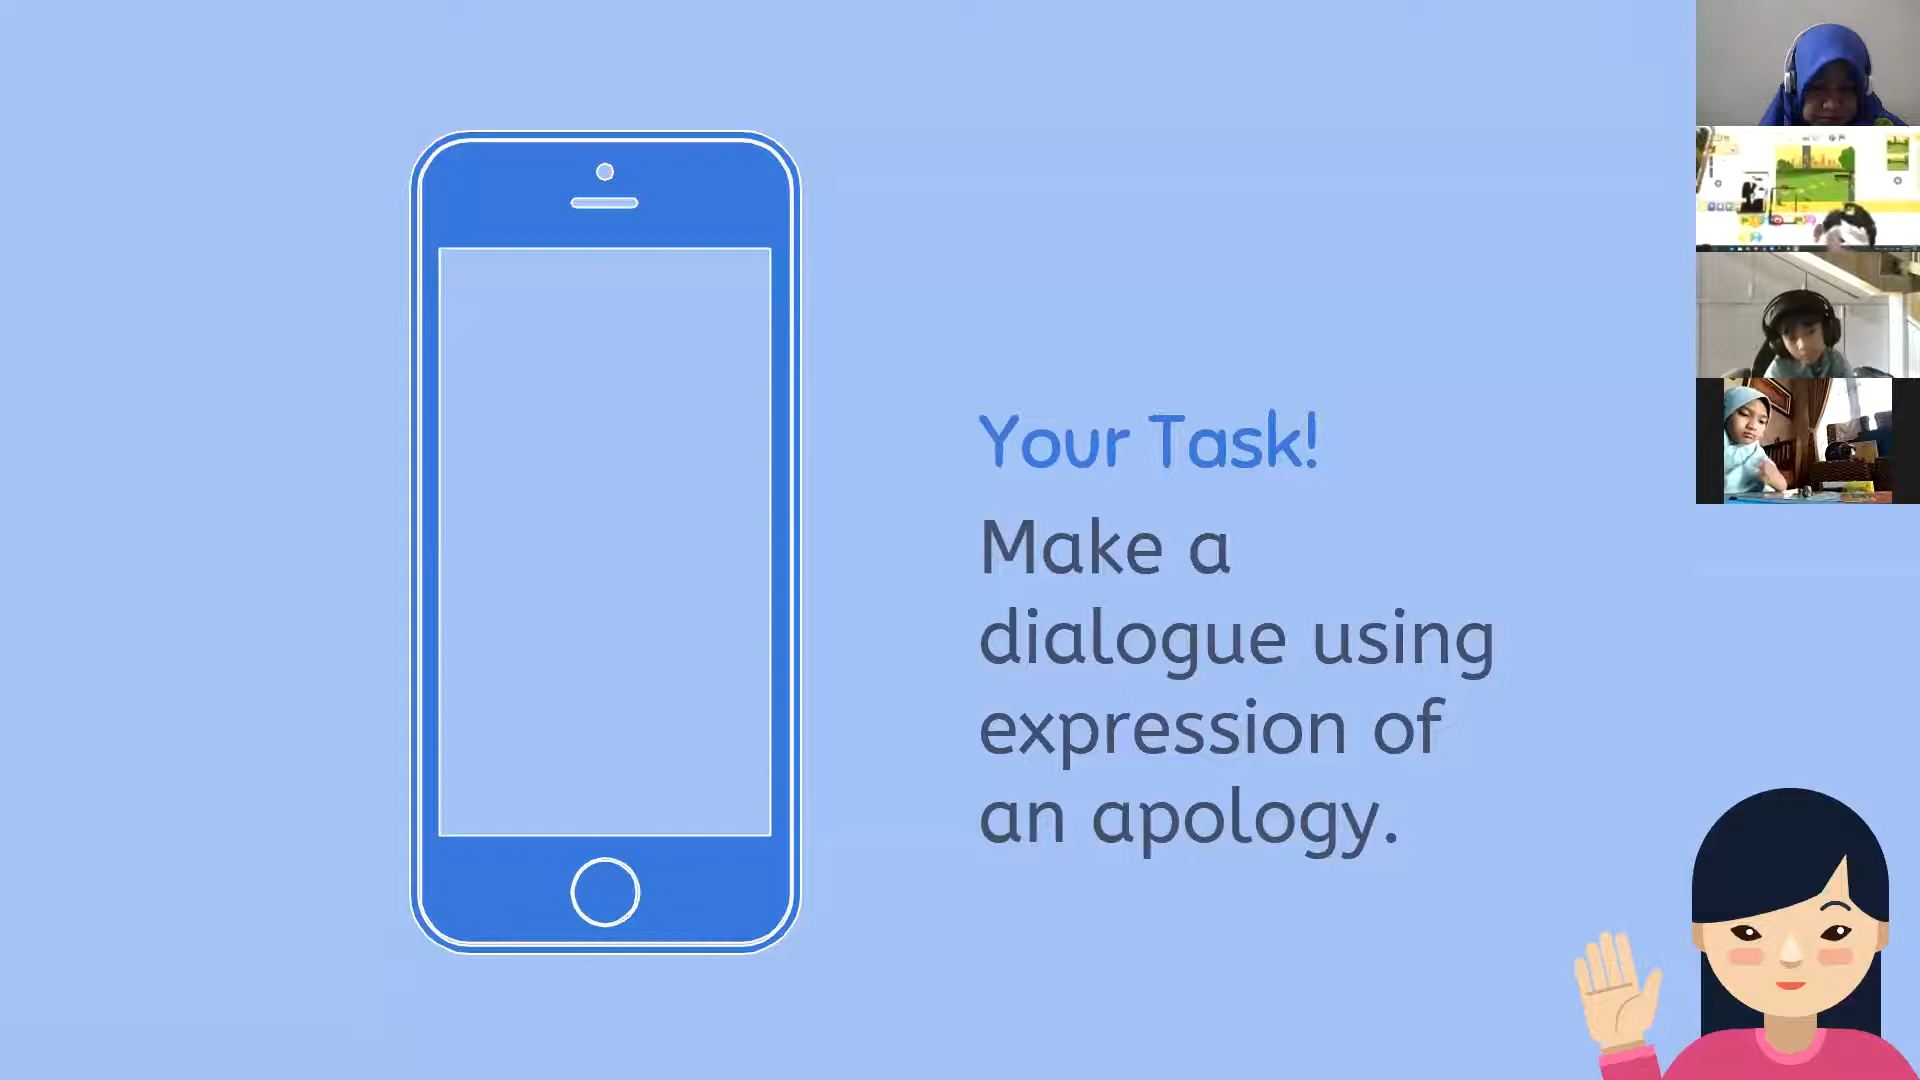 Your Task!
Make a
dialogue using
expression of
an apology.